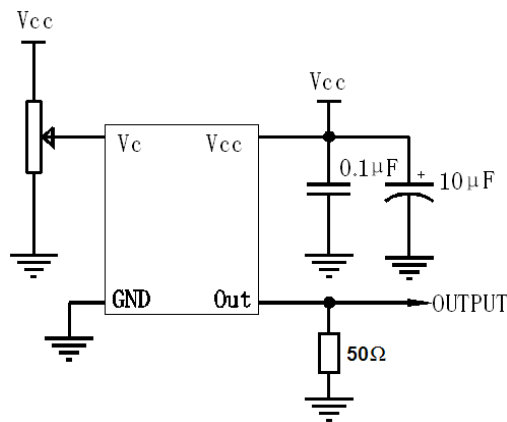 Vcc
Vcc
Vc
Vcc
0.1μF
+
10μF
GND
Out
OUTPUT
50Ω